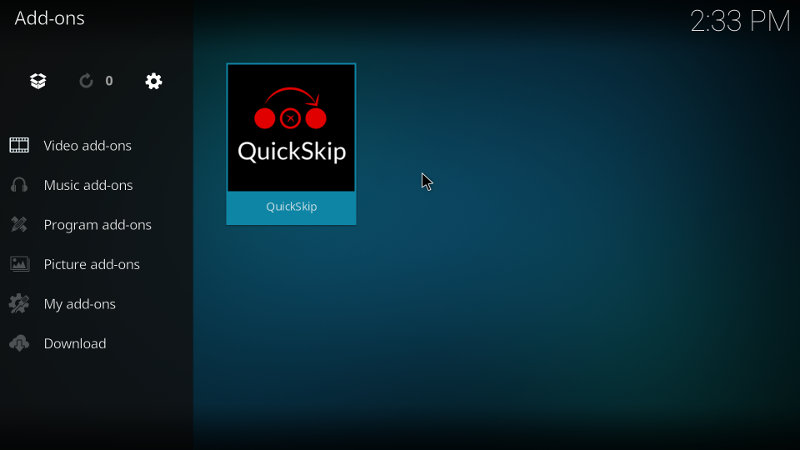 Add-ons
2:33 PM
0
Video add-ons
Music add-ons
Program add-ons
Picture add-ons
My add-ons
Download
QuickSkip
QuickSkip